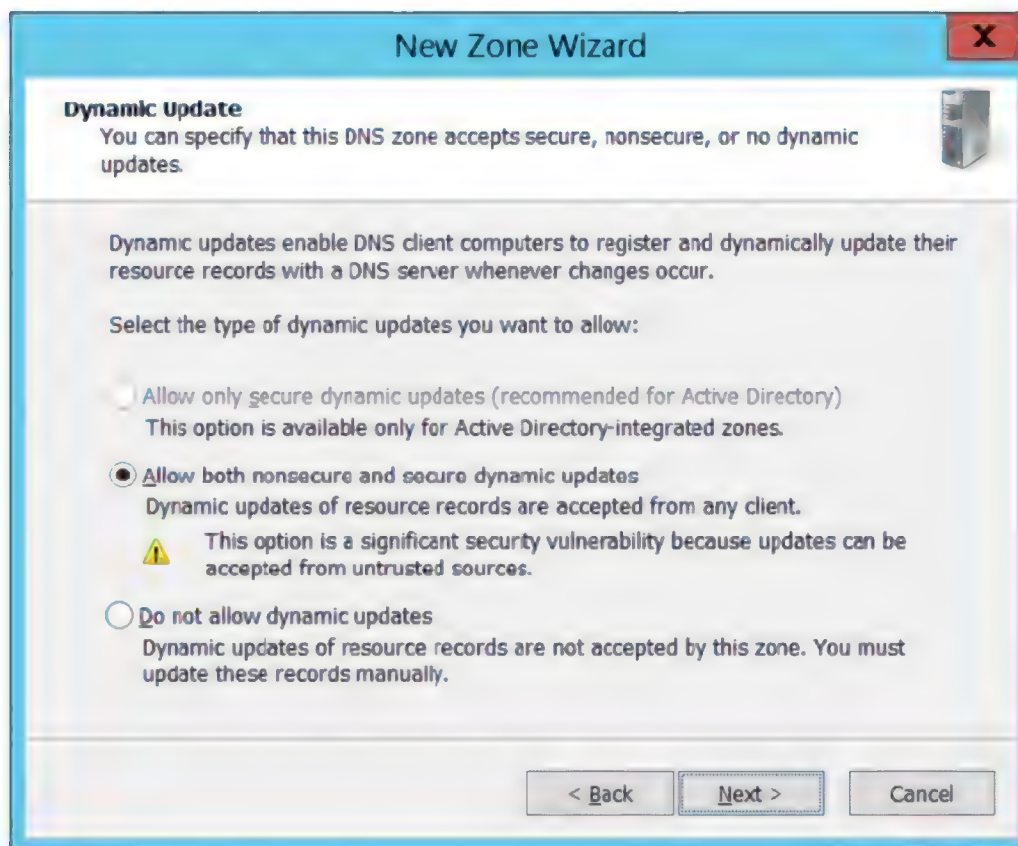 New Zone Wizard
X
Dynamic Update
You can specify that this DNS zone accepts secure, nonsecure, or no dynamic
updates.
Dynamic updates enable DNS client computers to register and dynamically update their
resource records with a DNS server whenever changes occur.
Select the type of dynamic updates you want to allow:
Allow only secure dynamic updates (recommended for Active Directory)
This option is available only for Active Directory-integrated zones.
Allow both nonsecure and secure dynamic updates
Dynamic updates of resource records are accepted from any client.
This option is a significant security vulnerability because updates can be
accepted from untrusted sources.
Do not allow dynamic updates
Dynamic updates of resource records are not accepted by this zone. You must
update these records manually.
< Back Next > Cancel